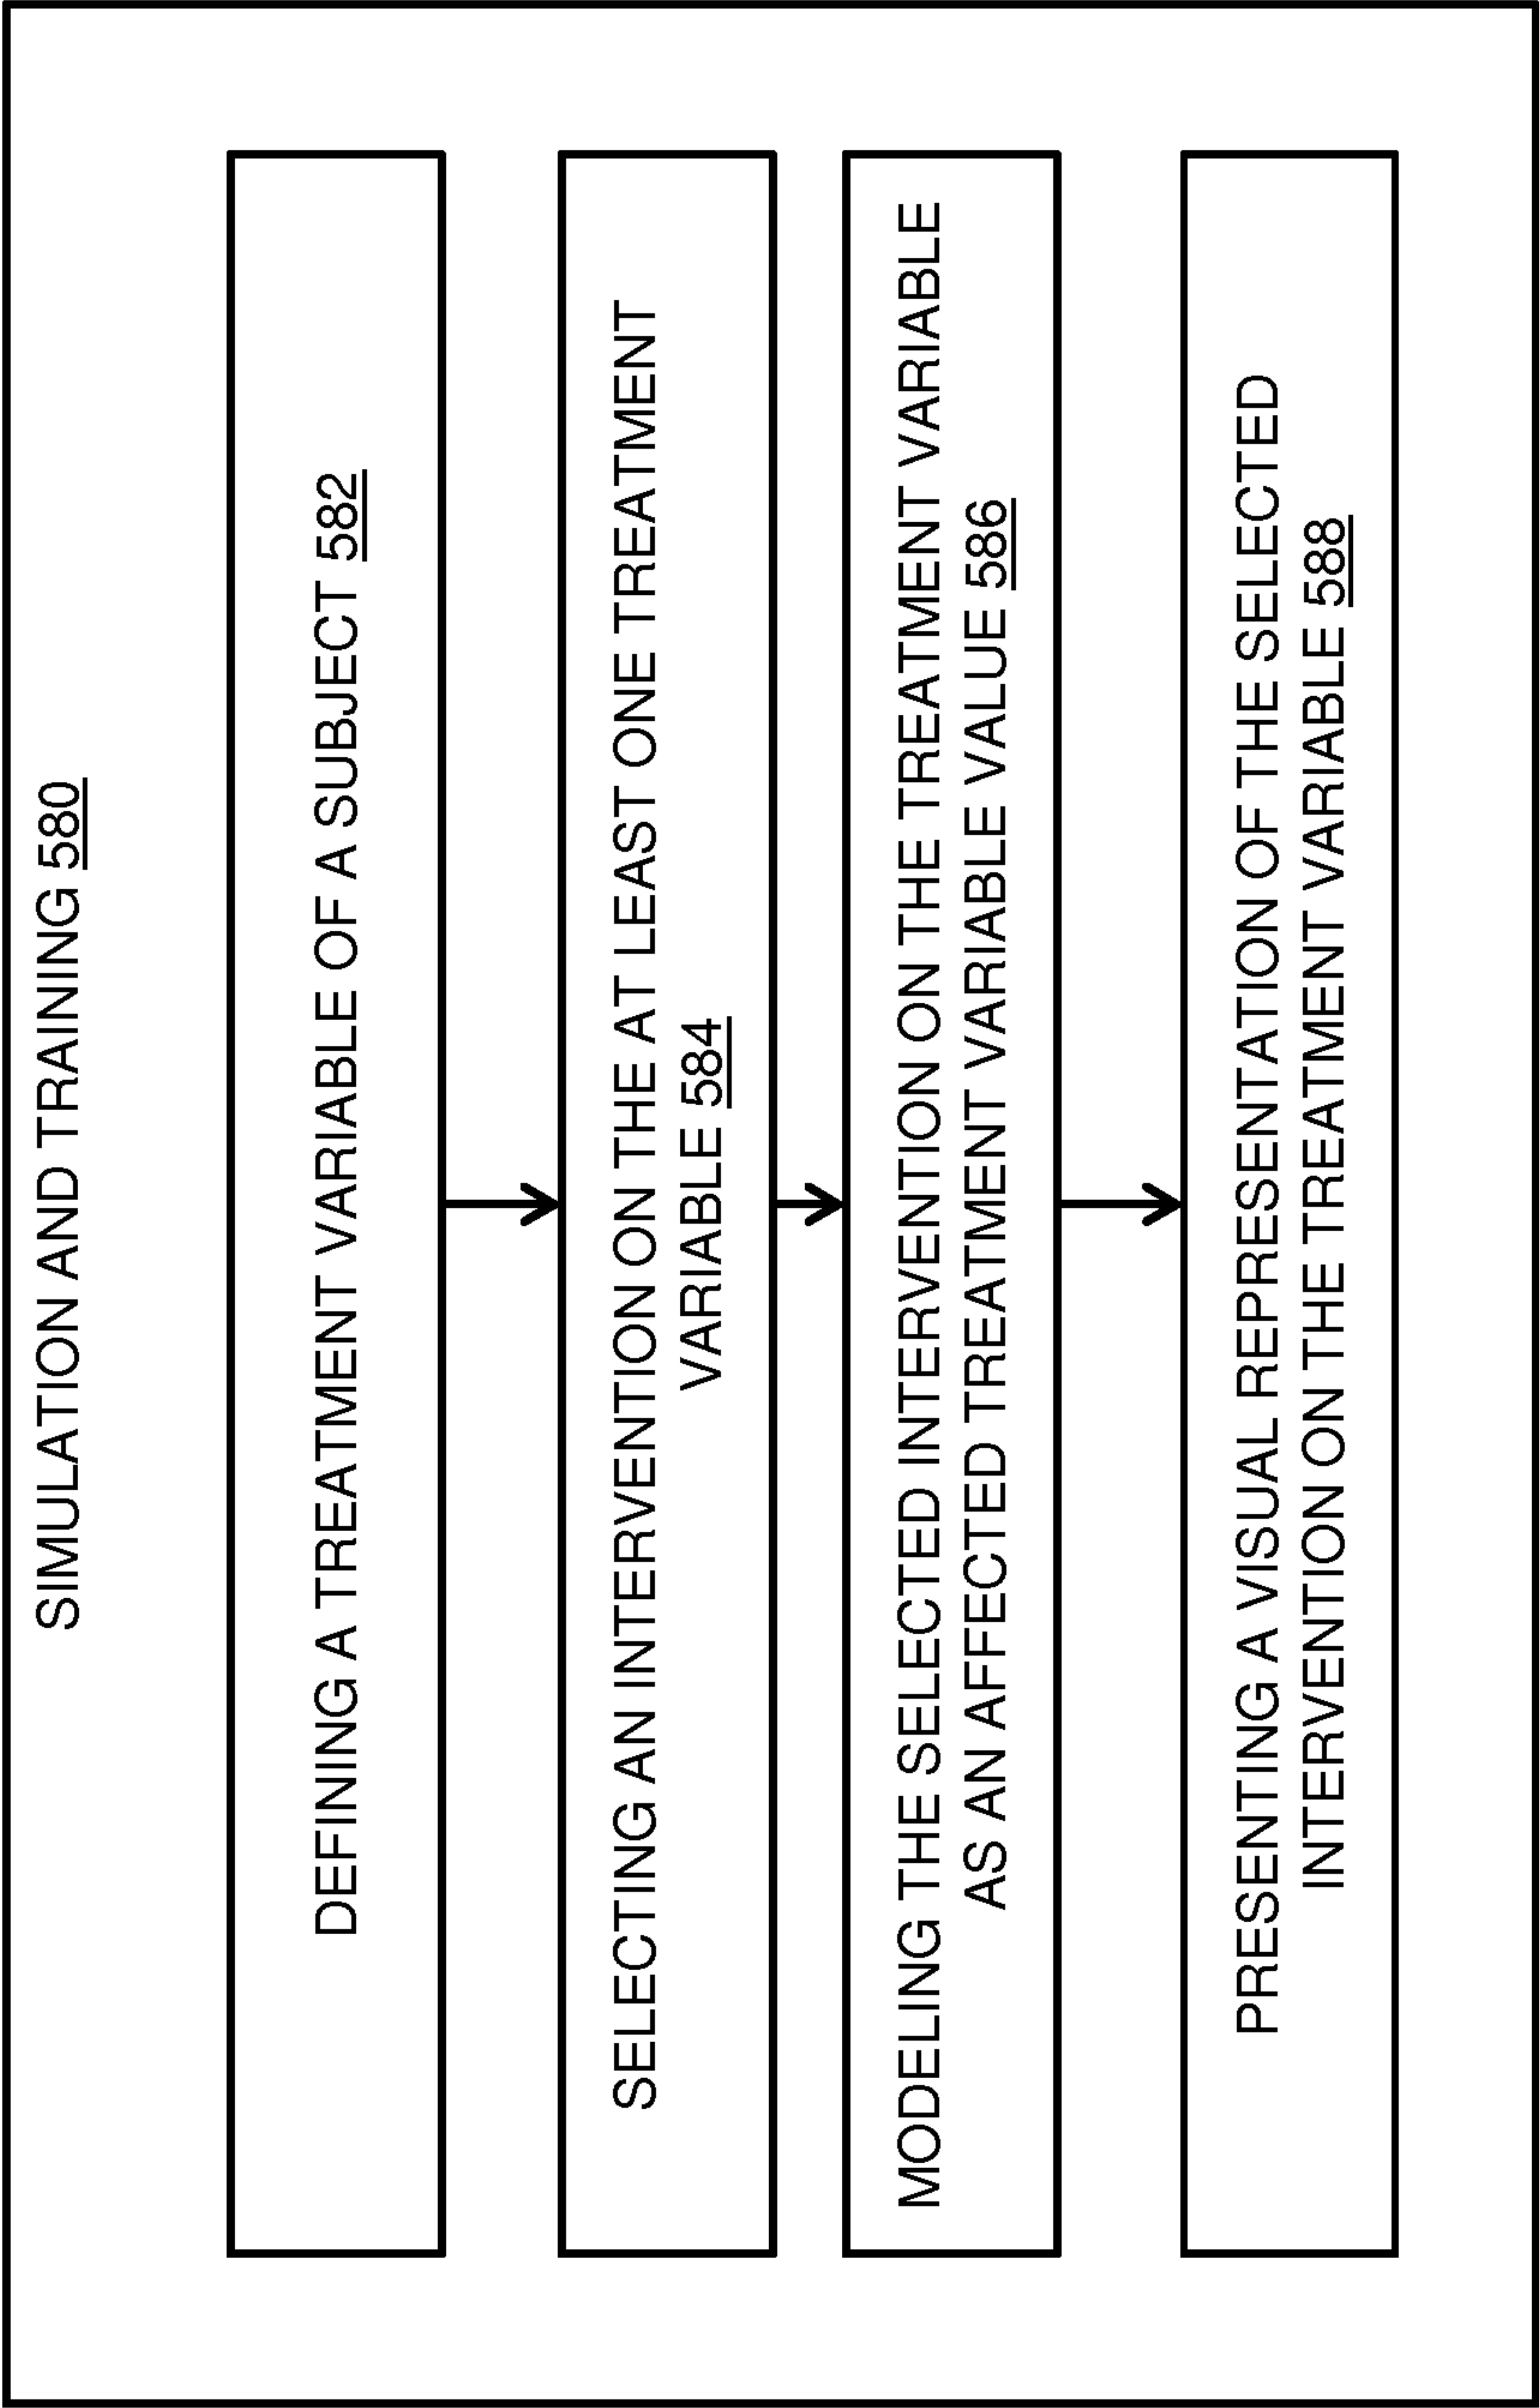 SIMULATION AND TRAINING 580
DEFINING A TREATMENT VARIABLE OF A SUBJECT 582
SELECTING AN INTERVENTION ON THE AT LEAST ONE TREATMENT
VARIABLE 584
MODELING THE SELECTED INTERVENTION ON THE TREATMENT VARIABLE
AS AN AFFECTED TREATMENT VARIABLE VALUE 586
PRESENTING A VISUAL REPRESENTATION OF THE SELECTED
INTERVENTION ON THE TREATMENT VARIABLE 588